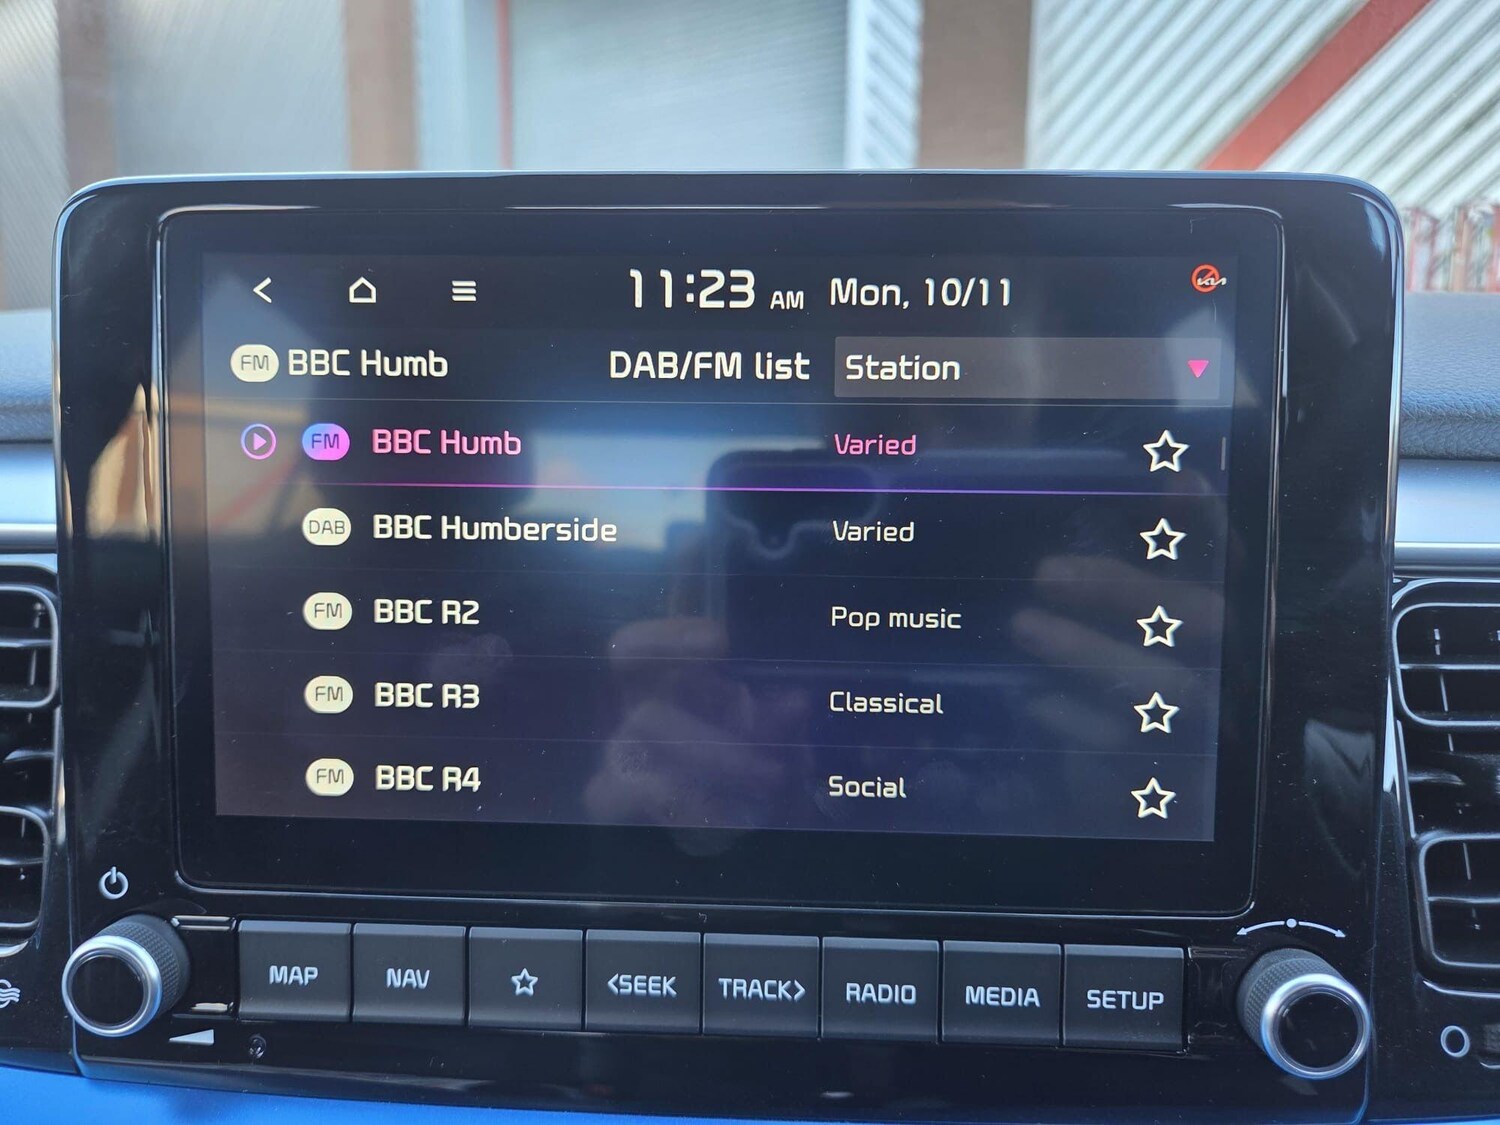 11:23 AM Mon, 10/11
FM BBC Humb DAB/FM list Station
FM BBC Humb Varied
DAB BBC Humberside Varied
FM BBC R2 Pop music
FM BBC R3 Classical
FM BBC R4 Social
MAP NAV <SEEK TRACK> RADIO MEDIA SETUP